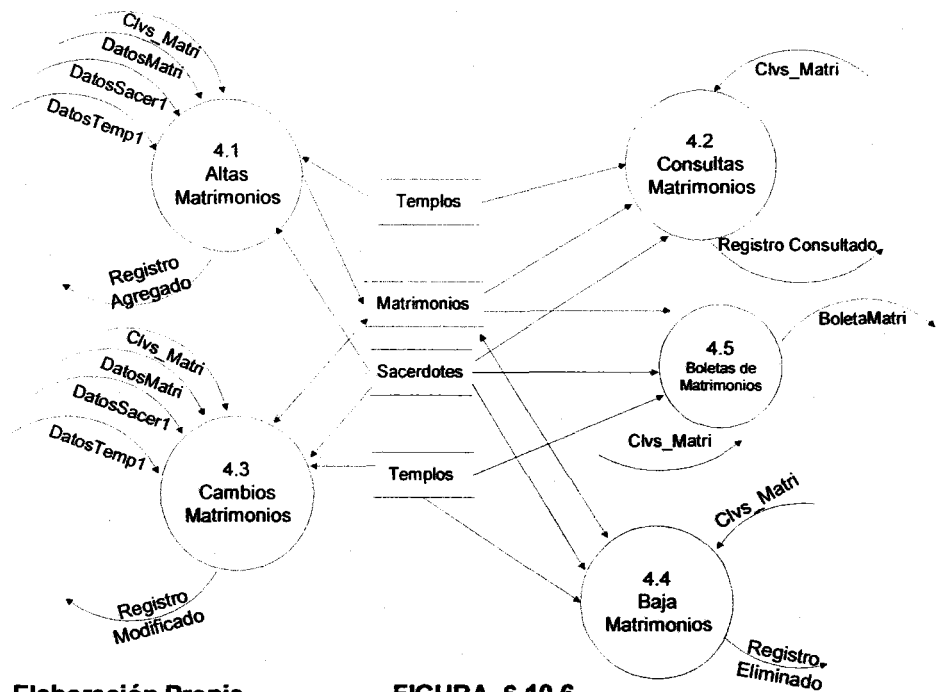 Clvs_Matri
DatosMatri
DatosSacer1
DatosTemp1
4.1
Altas
Matrimonios
Registro
Agregado
Clvs_Matri
4.2
Consultas
Matrimonios
Registro Consultado
Templos
Matrimonios
Sacerdotes
Templos
BoletaMatri
4.5
Boletas de
Matrimonios
Clvs_Matri
Clvs_Matri
DatosMatri
DatosSacer1
DatosTemp1
4.3
Cambios
Matrimonios
Registro
Modificado
Clvs_Matri
4.4
Baja
Matrimonios
Registro
Eliminado
Elaboración Propia
FIGURA 6.10.6